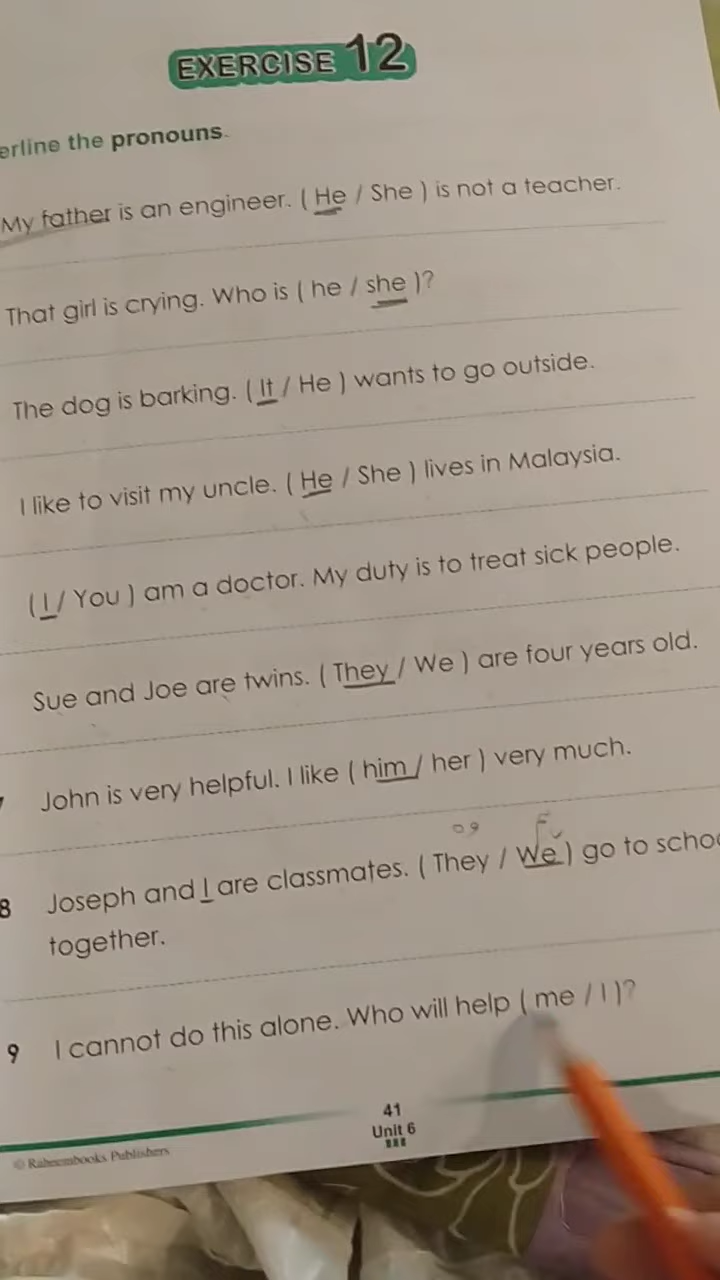 EXERCISE 12
erline the pronouns.
My father is an engineer. ( He / She ) is not a teacher.
That girl is crying. Who is ( he / she )?
The dog is barking. ( It / He ) wants to go outside.
I like to visit my uncle. ( He / She ) lives in Malaysia.
( I / You ) am a doctor. My duty is to treat sick people.
Sue and Joe are twins. ( They / We ) are four years old.
John is very helpful. I like ( him / her ) very much.
8 Joseph and I are classmates. ( They / We ) go to schoo
together.
9 I cannot do this alone. Who will help ( me / I )?
41
Unit 6
© Raheembooks Publishers